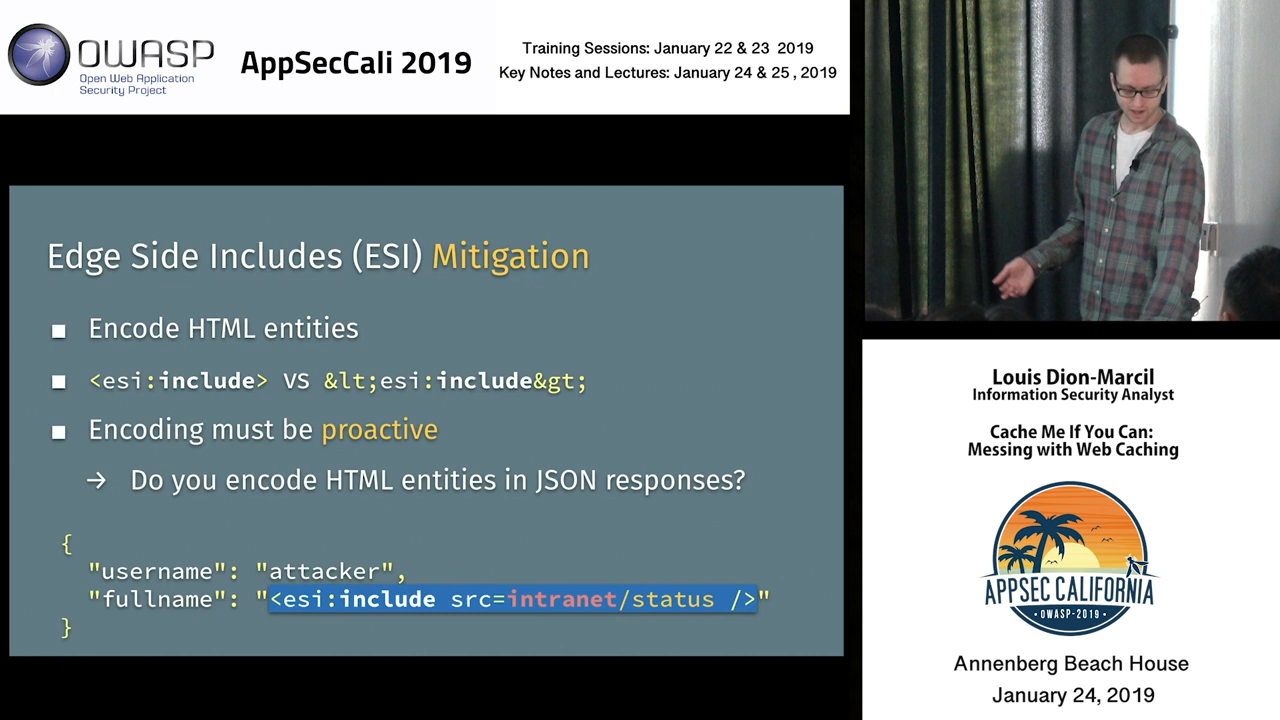 OWASP
Open Web Application
Security Project
AppSecCali 2019
Training Sessions: January 22 & 23 2019
Key Notes and Lectures: January 24 & 25 , 2019
Edge Side Includes (ESI) Mitigation
■ Encode HTML entities
■ <esi:include> VS &lt;esi:include&gt;
■ Encoding must be proactive
→ Do you encode HTML entities in JSON responses?
{
"username": "attacker",
"fullname": "<esi:include src=intranet/status />"
}
Louis Dion-Marcil
Information Security Analyst
Cache Me If You Can:
Messing with Web Caching
APPSEC CALIFORNIA
• OWASP-2019 •
Annenberg Beach House
January 24, 2019